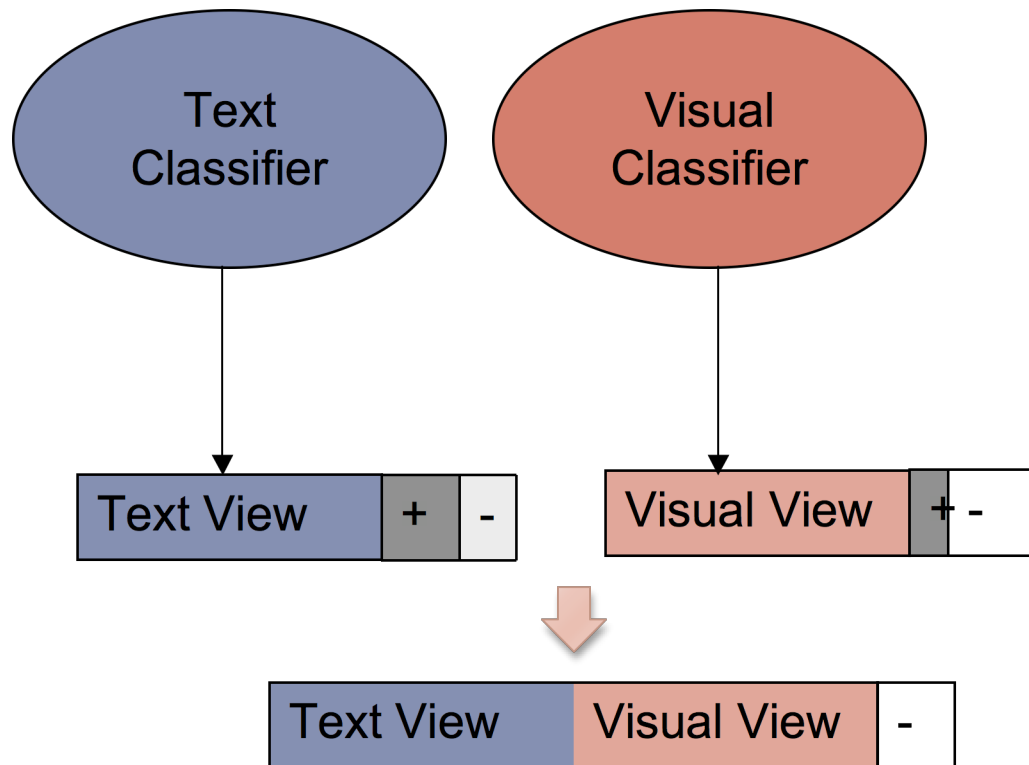 Text
Classifier
Visual
Classifier
Text View + -
Visual View + -
Text View Visual View -